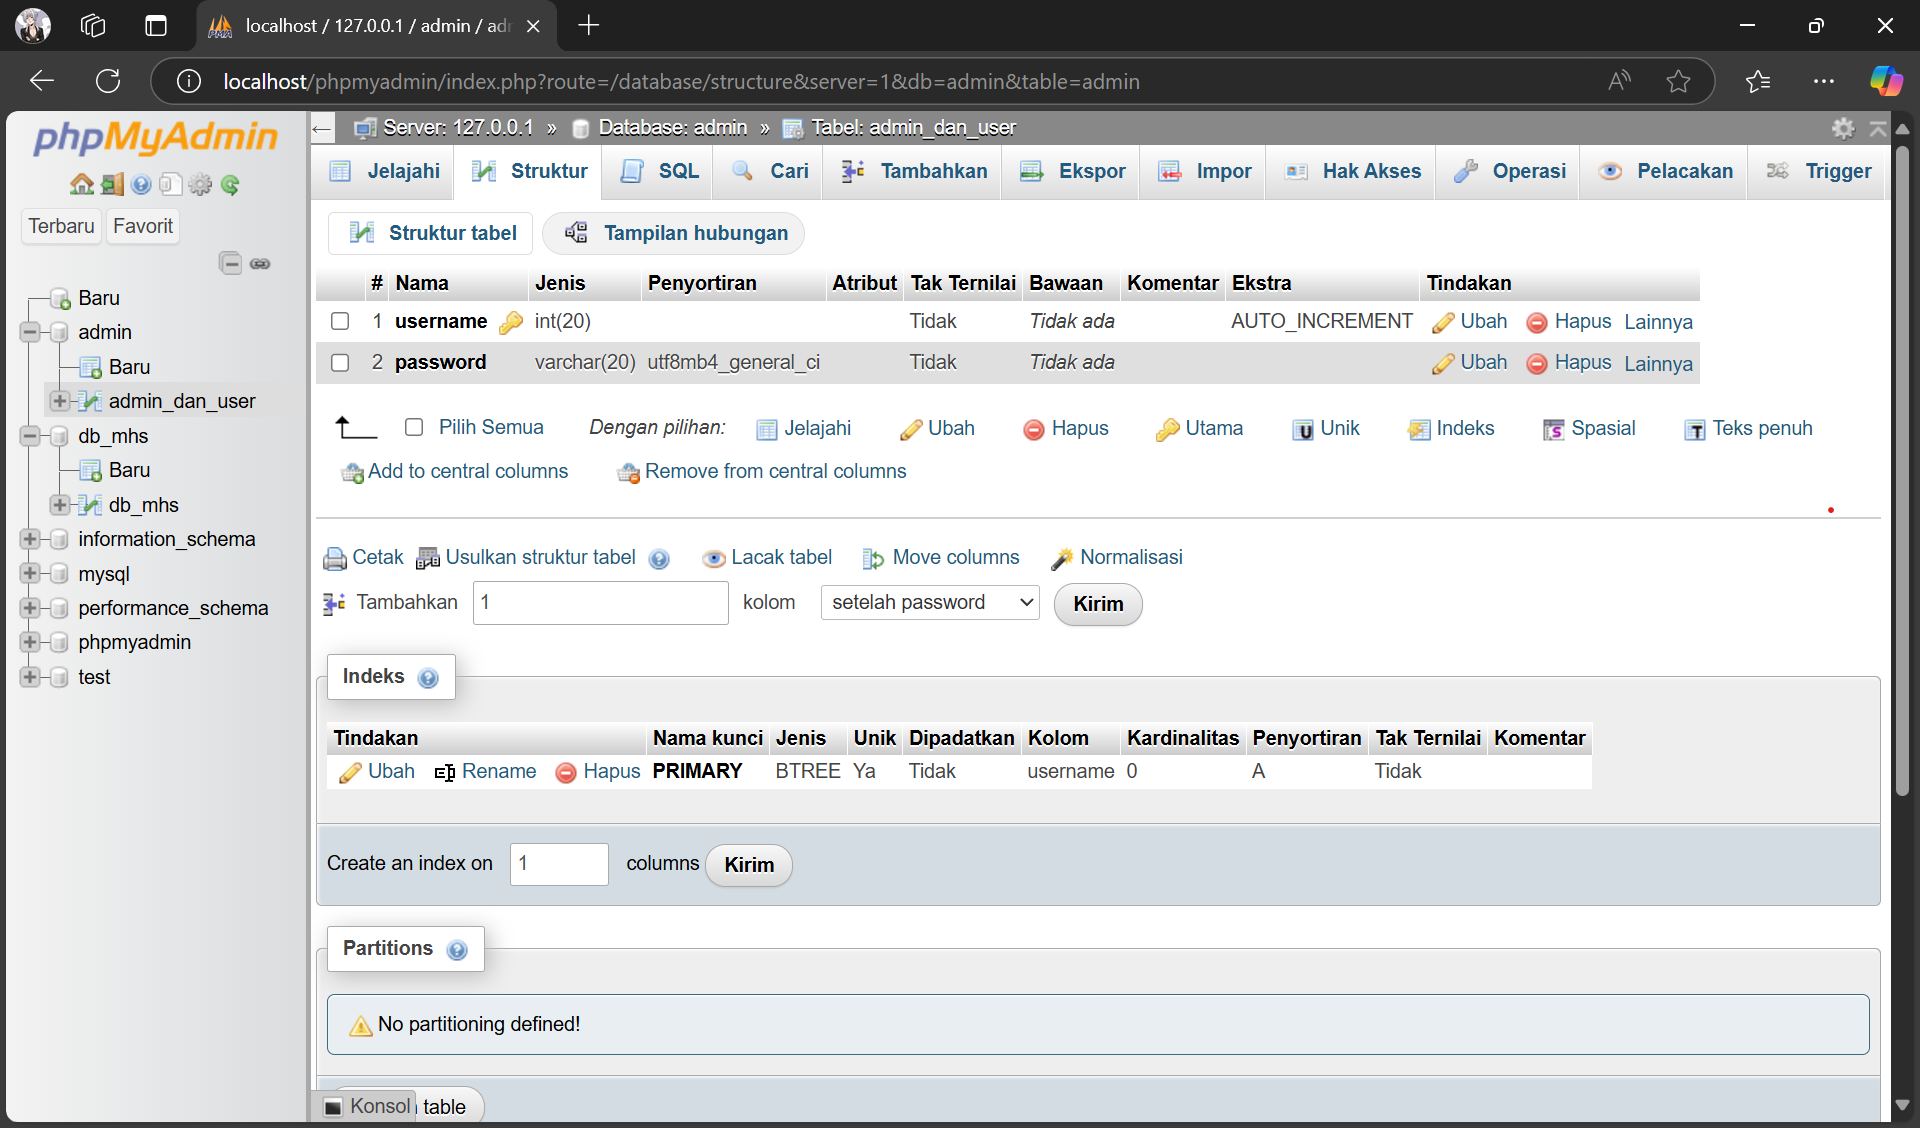 localhost / 127.0.0.1 / admin / adr
localhost/phpmyadmin/index.php?route=/database/structure&server=1&db=admin&table=admin
phpMyAdmin
Terbaru Favorit
Baru
admin
Baru
admin_dan_user
db_mhs
Baru
db_mhs
information_schema
mysql
performance_schema
phpmyadmin
test
Server: 127.0.0.1 » Database: admin » Tabel: admin_dan_user
Jelajahi Struktur SQL Cari Tambahkan Ekspor Impor Hak Akses Operasi Pelacakan Trigger
Struktur tabel Tampilan hubungan
# Nama Jenis Penyortiran Atribut Tak Ternilai Bawaan Komentar Ekstra Tindakan
1 username int(20) Tidak Tidak ada AUTO_INCREMENT Ubah Hapus Lainnya
2 password varchar(20) utf8mb4_general_ci Tidak Tidak ada Ubah Hapus Lainnya
Pilih Semua Dengan pilihan: Jelajahi Ubah Hapus Utama Unik Indeks Spasial Teks penuh
Add to central columns Remove from central columns
Cetak Usulkan struktur tabel Lacak tabel Move columns Normalisasi
Tambahkan 1 kolom setelah password Kirim
Indeks
Tindakan Nama kunci Jenis Unik Dipadatkan Kolom Kardinalitas Penyortiran Tak Ternilai Komentar
Ubah Rename Hapus PRIMARY BTREE Ya Tidak username 0 A Tidak
Create an index on 1 columns Kirim
Partitions
No partitioning defined!
Konsol table